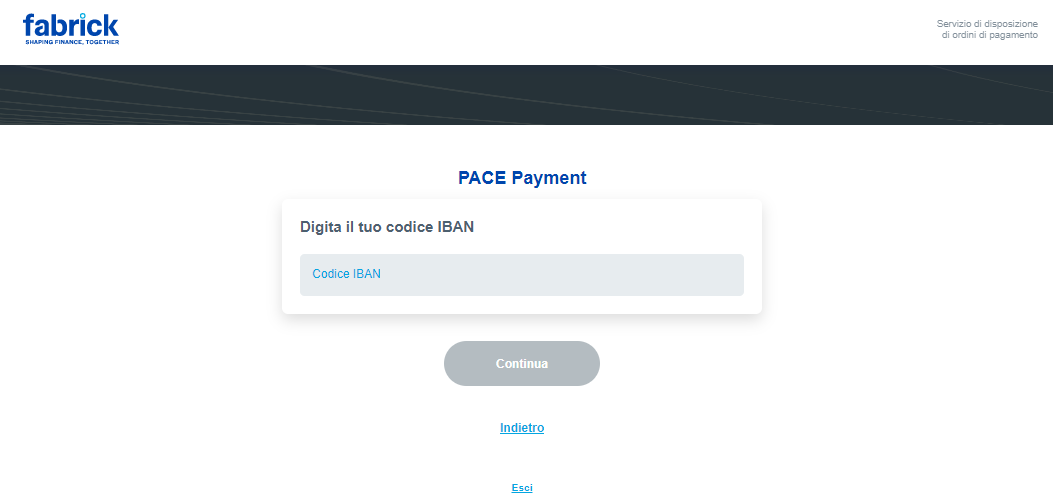 fabrick
SHAPING FINANCE, TOGETHER
Servizio di disposizione
di ordini di pagamento
PACE Payment
Digita il tuo codice IBAN
Codice IBAN
Continua
Indietro
Esci